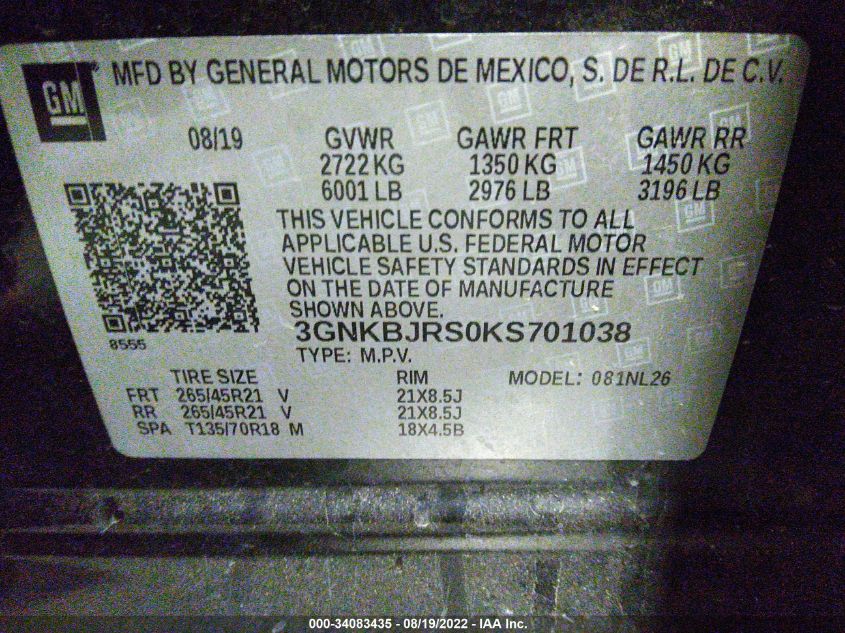 GM
MFD BY GENERAL MOTORS DE MEXICO, S. DE R.L. DE C.V.
08/19 GVWR GAWR FRT GAWR RR
2722 KG 1350 KG 1450 KG
6001 LB 2976 LB 3196 LB
THIS VEHICLE CONFORMS TO ALL
APPLICABLE U.S. FEDERAL MOTOR
VEHICLE SAFETY STANDARDS IN EFFECT
ON THE DATE OF MANUFACTURE
SHOWN ABOVE.
3GNKBJRS0KS701038
8555
TYPE: M.P.V.
TIRE SIZE RIM MODEL: 081NL26
FRT 265/45R21 V 21X8.5J
RR 265/45R21 V 21X8.5J
SPA T135/70R18 M 18X4.5B
000-34083435 - 08/19/2022 - IAA Inc.